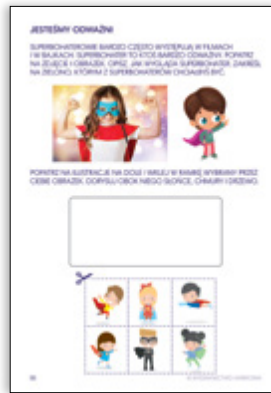 JESTEŚMY ODWAŻNI
SUPERBOHATEROWIE BARDZO CZĘSTO WYSTĘPUJĄ W FILMACH
I W BAJKACH. SUPERBOHATER TO KTOŚ BARDZO ODWAŻNY. POPATRZ
NA ZDJĘCIE I OBRAZEK. OPISZ, JAK WYGLĄDA SUPERBOHATER. ZAKREŚL
NA ZIELONO, KTÓRYM Z SUPERBOHATERÓW CHCIAŁBYŚ BYĆ.
POPATRZ NA ILUSTRACJE NA DOLE I WKLEJ W RAMKĘ WYBRANY PRZEZ
CIEBIE OBRAZEK. DORYSUJ OBOK NIEGO SŁOŃCE, CHMURY I DRZEWO.